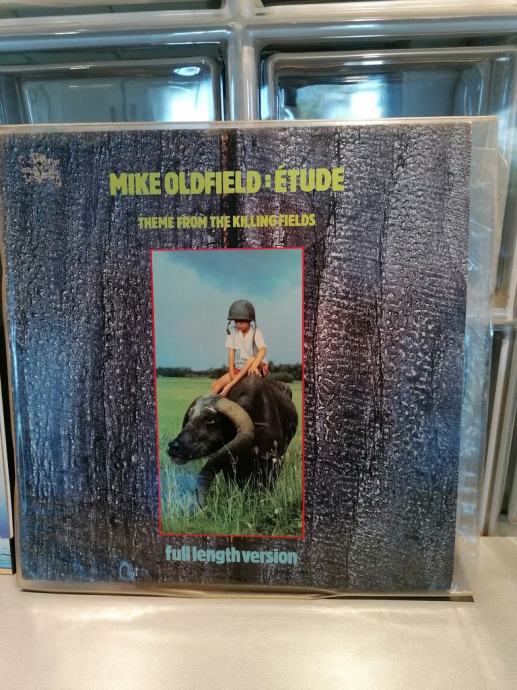 MIKE OLDFIELD : ÉTUDE
THEME FROM THE KILLING FIELDS
full length version